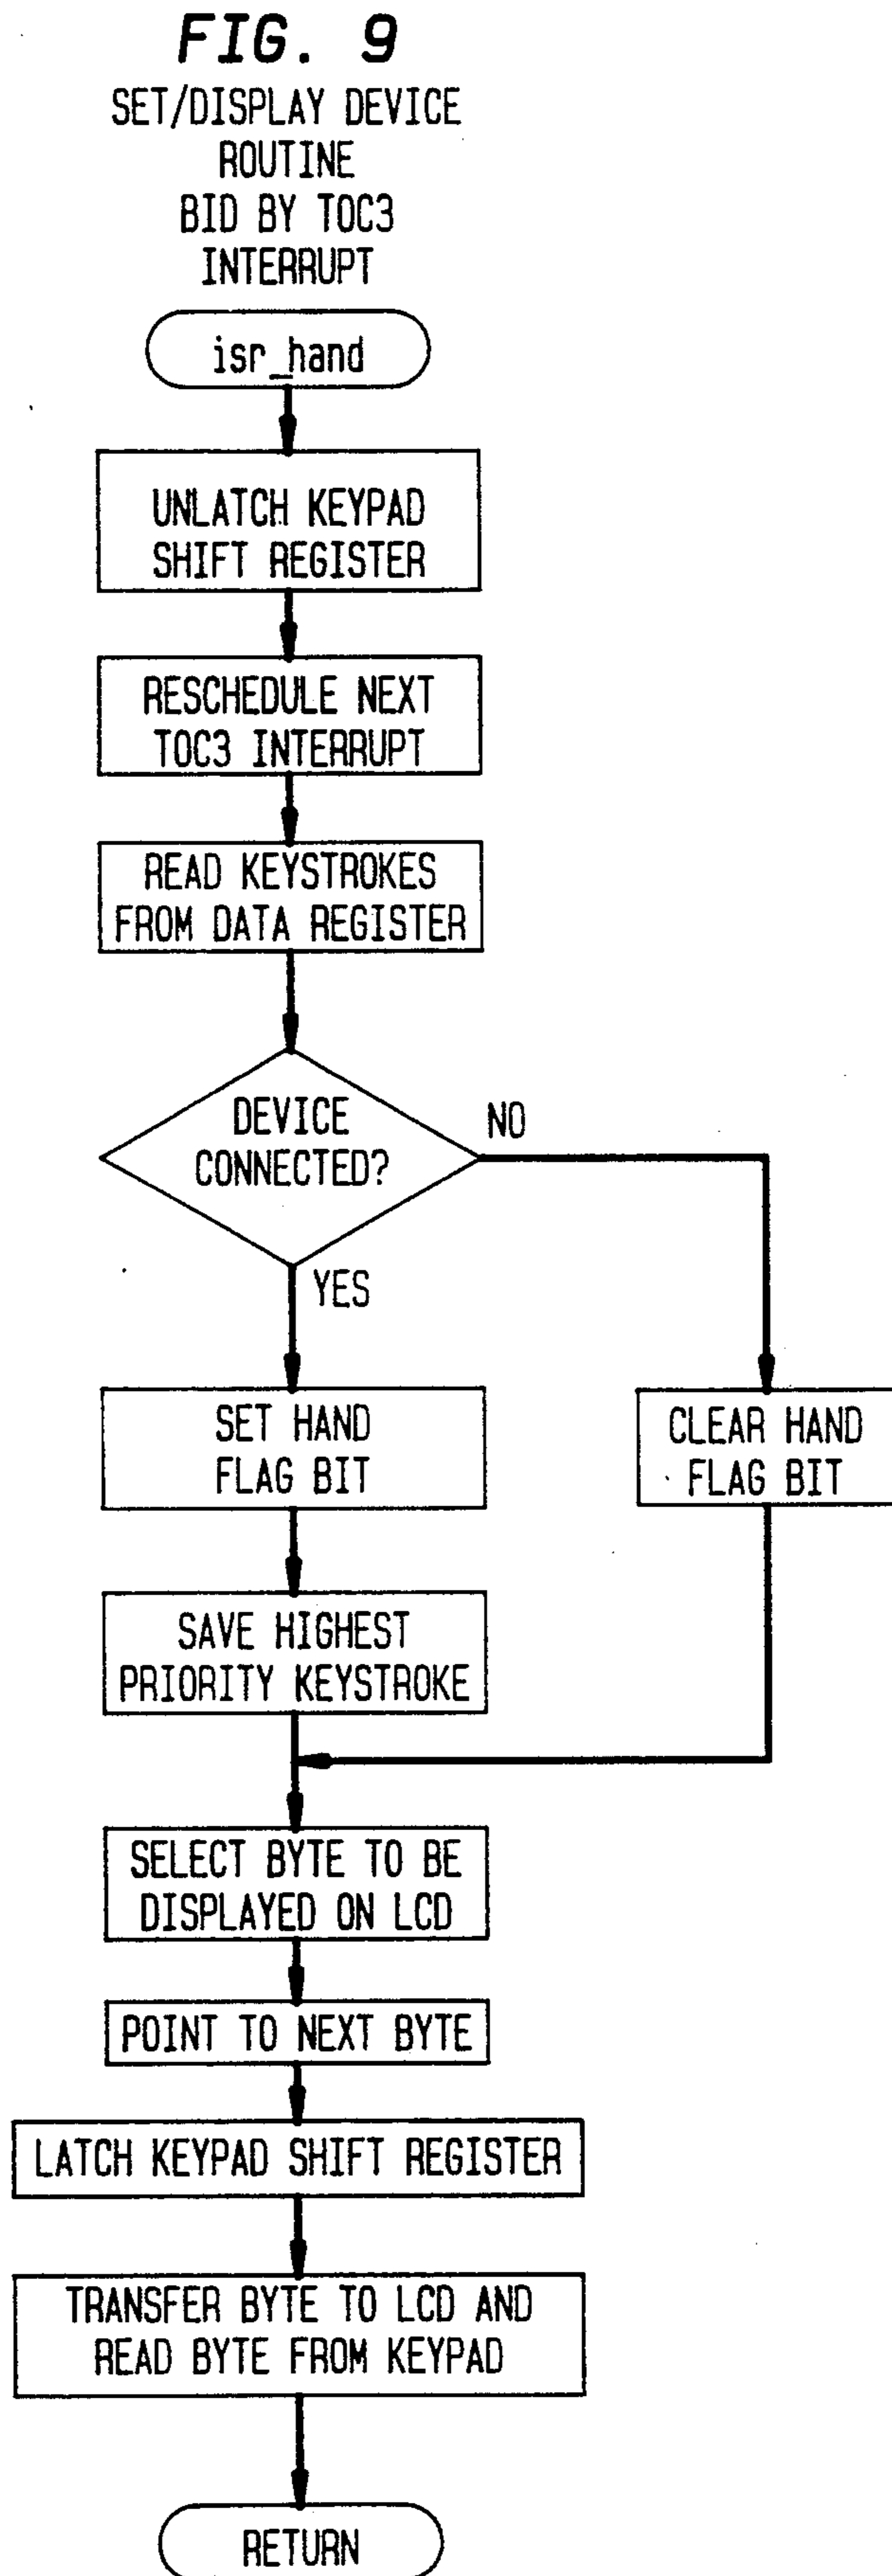 FIG. 9
SET/DISPLAY DEVICE
ROUTINE
BID BY TOC3
INTERRUPT
isr_hand
UNLATCH KEYPAD
SHIFT REGISTER
RESCHEDULE NEXT
TOC3 INTERRUPT
READ KEYSTROKES
FROM DATA REGISTER
DEVICE
CONNECTED?
NO
YES
SET HAND
FLAG BIT
CLEAR HAND
FLAG BIT
SAVE HIGHEST
PRIORITY KEYSTROKE
SELECT BYTE TO BE
DISPLAYED ON LCD
POINT TO NEXT BYTE
LATCH KEYPAD SHIFT REGISTER
TRANSFER BYTE TO LCD AND
READ BYTE FROM KEYPAD
RETURN